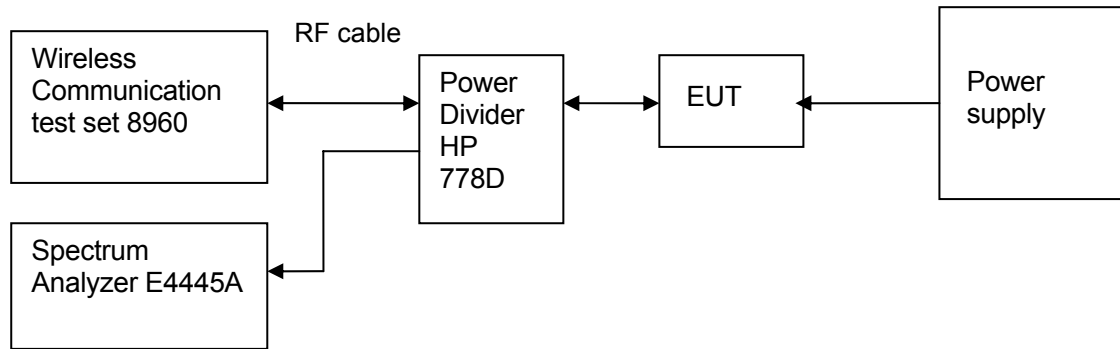 RF cable
Wireless
Communication
test set 8960
Power
Divider
HP
778D
EUT
Power
supply
Spectrum
Analyzer E4445A